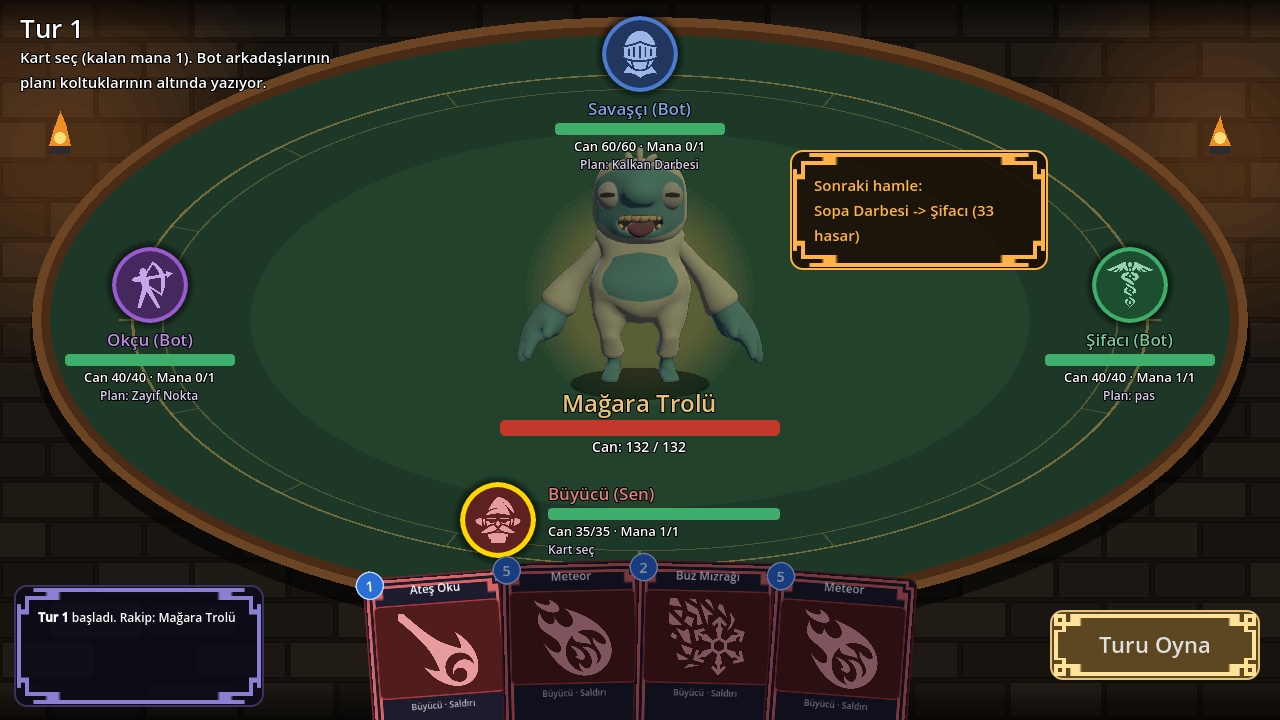 Tur 1
Kart seç (kalan mana 1). Bot arkadaşlarının
planı koltuklarının altında yazıyor.
Savaşçı (Bot)
Can 60/60 · Mana 0/1
Plan: Kalkan Darbesi
Sonraki hamle:
Sopa Darbesi -> Şifacı (33
hasar)
Okçu (Bot)
Can 40/40 · Mana 0/1
Plan: Zayıf Nokta
Şifacı (Bot)
Can 40/40 · Mana 1/1
Plan: pas
Mağara Trolü
Can: 132 / 132
Büyücü (Sen)
Can 35/35 · Mana 1/1
Kart seç
1
Ateş Oku
Büyücü · Saldırı
5
Meteor
Büyücü · Saldırı
2
Buz Mızrağı
Büyücü · Saldırı
5
Meteor
Büyücü · Saldırı
Tur 1 başladı. Rakip: Mağara Trolü
Turu Oyna